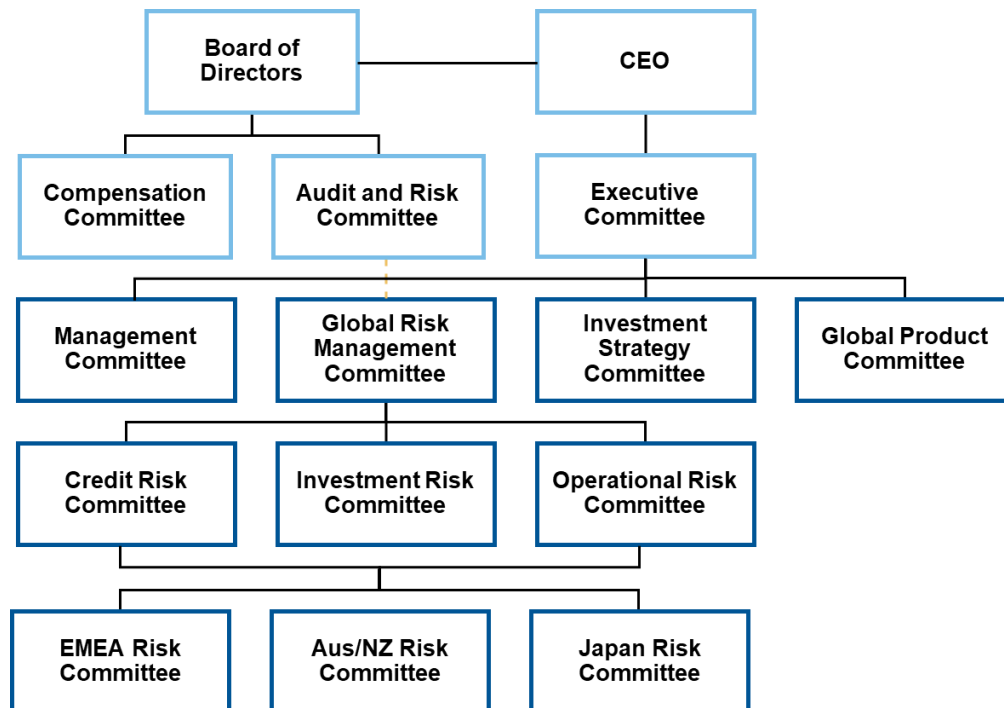 Board of
Directors
CEO
Compensation
Committee
Audit and Risk
Committee
Executive
Committee
Management
Committee
Global Risk
Management
Committee
Investment
Strategy
Committee
Global Product
Committee
Credit Risk
Committee
Investment Risk
Committee
Operational Risk
Committee
EMEA Risk
Committee
Aus/NZ Risk
Committee
Japan Risk
Committee